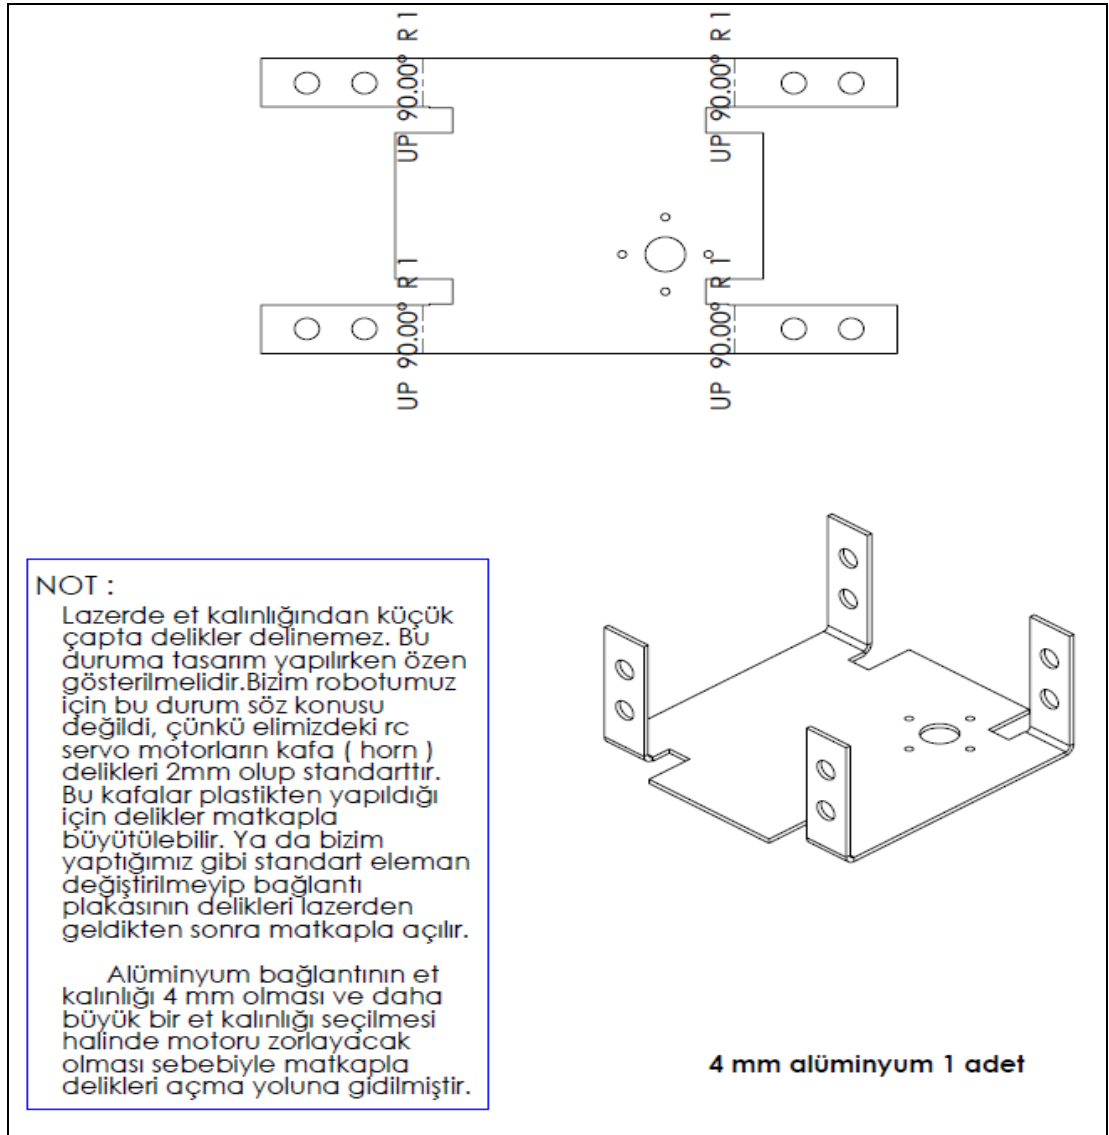 UP 90.00° R 1
UP 90.00° R 1
UP 90.00° R 1
UP 90.00° R 1
NOT :
Lazerde et kalınlığından küçük
çapta delikler delinemez. Bu
duruma tasarım yapılırken özen
gösterilmelidir.Bizim robotumuz
için bu durum söz konusu
değildi, çünkü elimizdeki rc
servo motorların kafa ( horn )
delikleri 2mm olup standarttır.
Bu kafalar plastikten yapıldığı
için delikler matkapla
büyütülebilir. Ya da bizim
yaptığımız gibi standart eleman
değiştirilmeyip bağlantı
plakasının delikleri lazerden
geldikten sonra matkapla açılır.
Alüminyum bağlantının et
kalınlığı 4 mm olması ve daha
büyük bir et kalınlığı seçilmesi
halinde motoru zorlayacak
olması sebebiyle matkapla
delikleri açma yoluna gidilmiştir.
4 mm alüminyum 1 adet